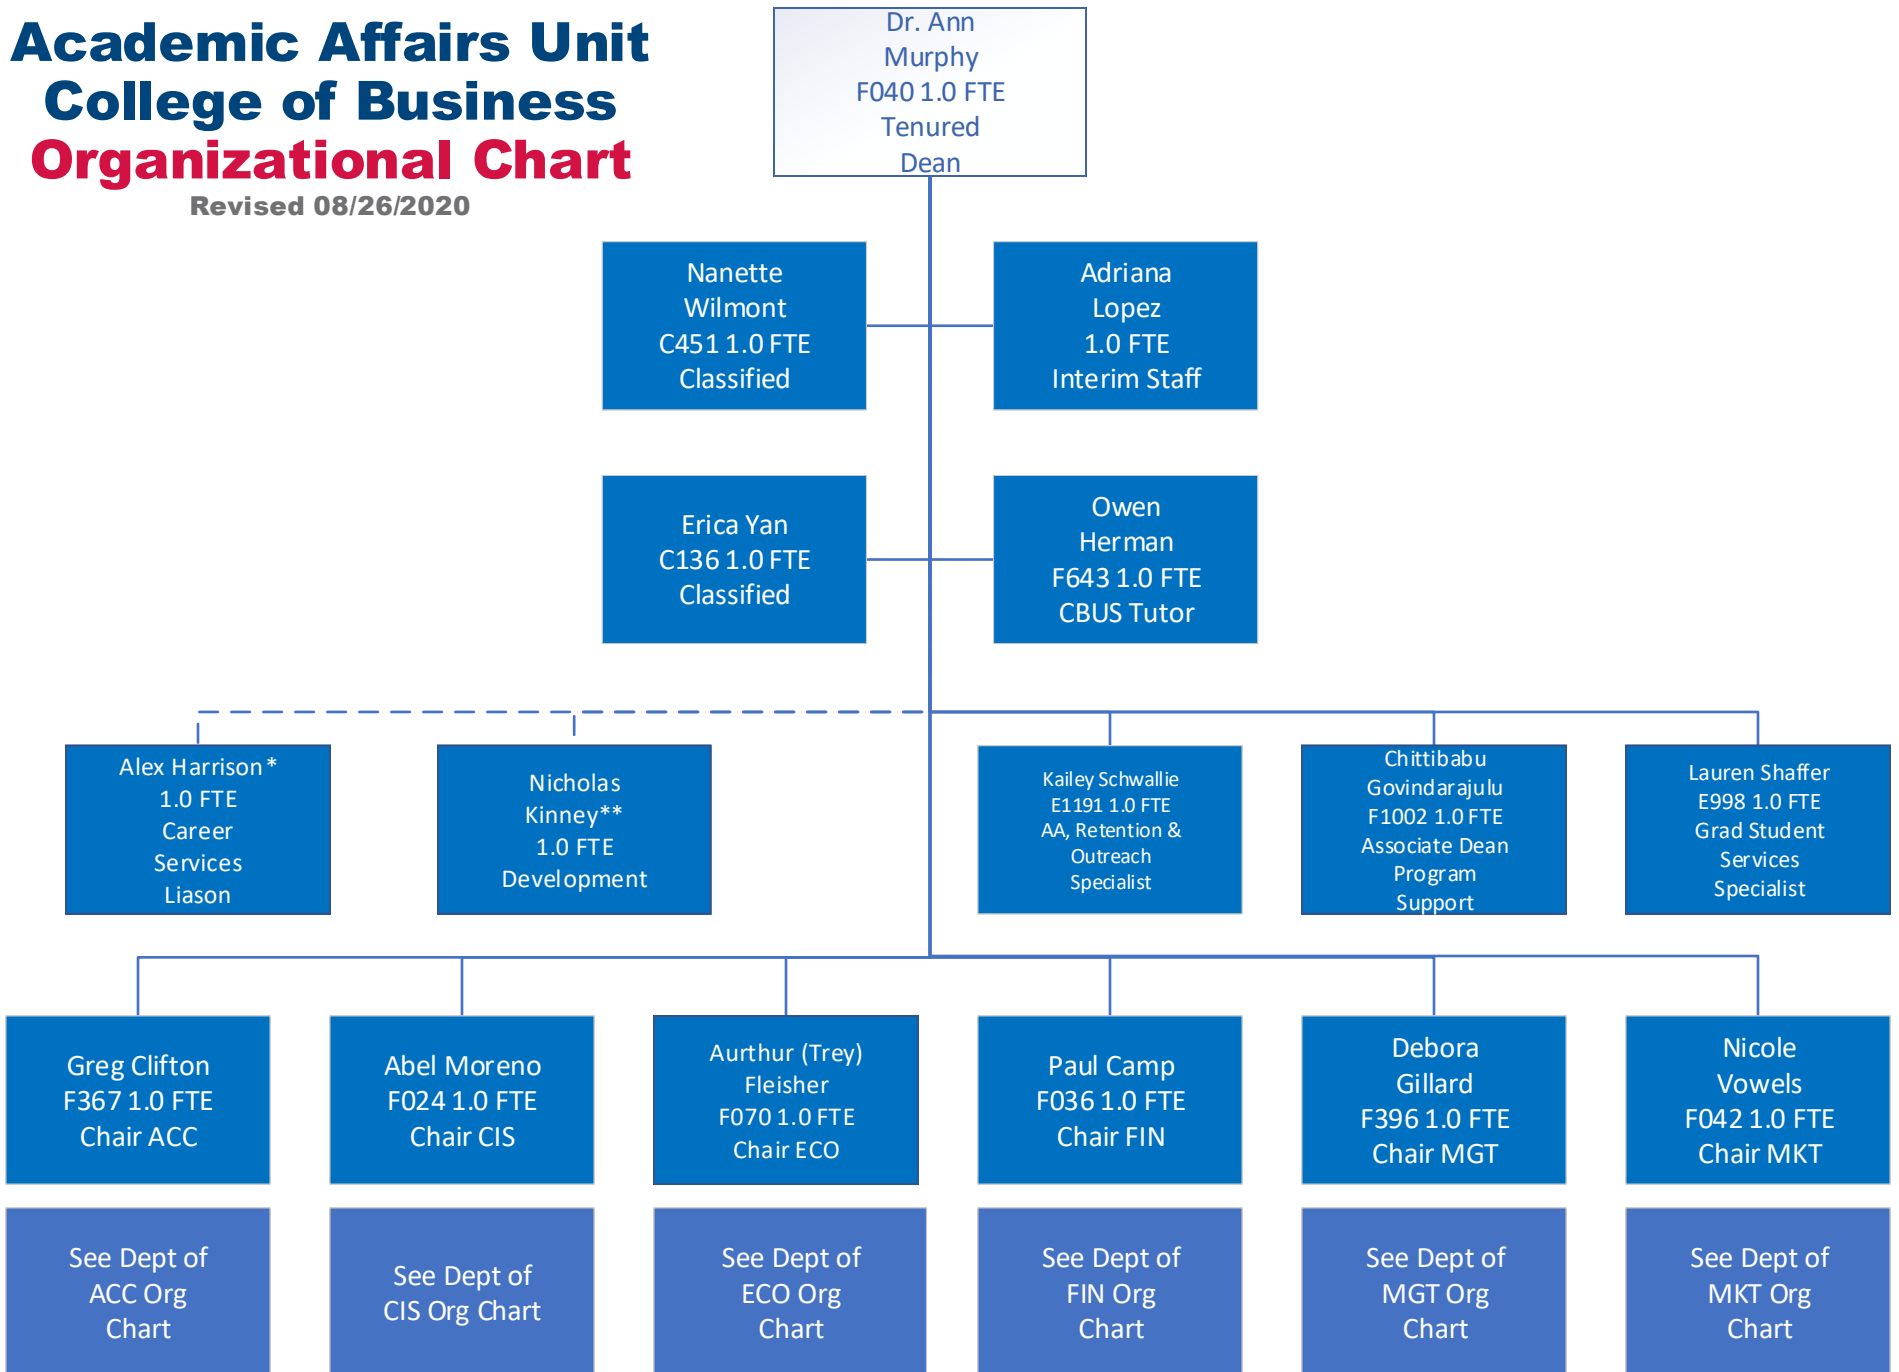 Academic Affairs Unit
College of Business
Organizational Chart
Revised 08/26/2020
Dr. Ann
Murphy
F040 1.0 FTE
Tenured
Dean
Nanette
Wilmont
C451 1.0 FTE
Classified
Adriana
Lopez
1.0 FTE
Interim Staff
Erica Yan
C136 1.0 FTE
Classified
Owen
Herman
F643 1.0 FTE
CBUS Tutor
Alex Harrison*
1.0 FTE
Career
Services
Liason
Nicholas
Kinney**
1.0 FTE
Development
Kailey Schwallie
E1191 1.0 FTE
AA, Retention &
Outreach
Specialist
Chittibabu
Govindarajulu
F1002 1.0 FTE
Associate Dean
Program
Support
Lauren Shaffer
E998 1.0 FTE
Grad Student
Services
Specialist
Greg Clifton
F367 1.0 FTE
Chair ACC
Abel Moreno
F024 1.0 FTE
Chair CIS
Aurthur (Trey)
Fleisher
F070 1.0 FTE
Chair ECO
Paul Camp
F036 1.0 FTE
Chair FIN
Debora
Gillard
F396 1.0 FTE
Chair MGT
Nicole
Vowels
F042 1.0 FTE
Chair MKT
See Dept of
ACC Org
Chart
See Dept of
CIS Org Chart
See Dept of
ECO Org
Chart
See Dept of
FIN Org
Chart
See Dept of
MGT Org
Chart
See Dept of
MKT Org
Chart